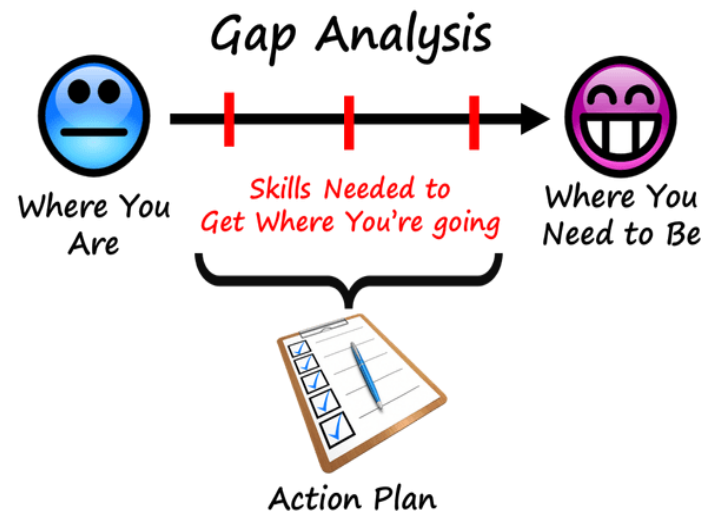 Gap Analysis
Where You
Are
Skills Needed to
Get Where You're going
Where You
Need to Be
Action Plan